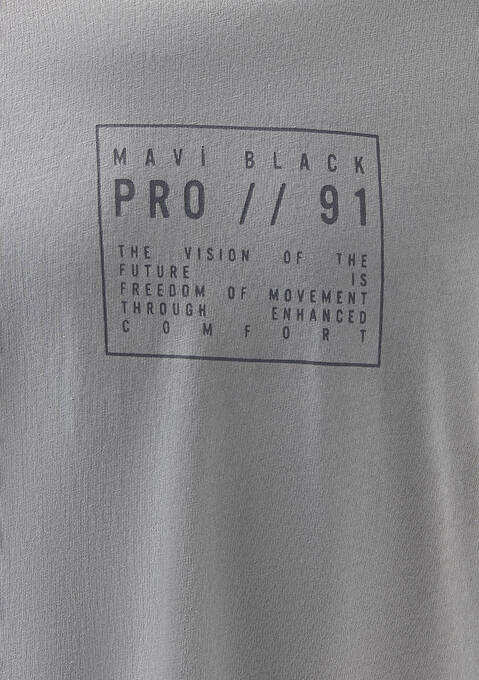 MAVİ BLACK
PRO // 91
THE VISION OF THE
FUTURE IS
FREEDOM OF MOVEMENT
THROUGH ENHANCED
COMFORT